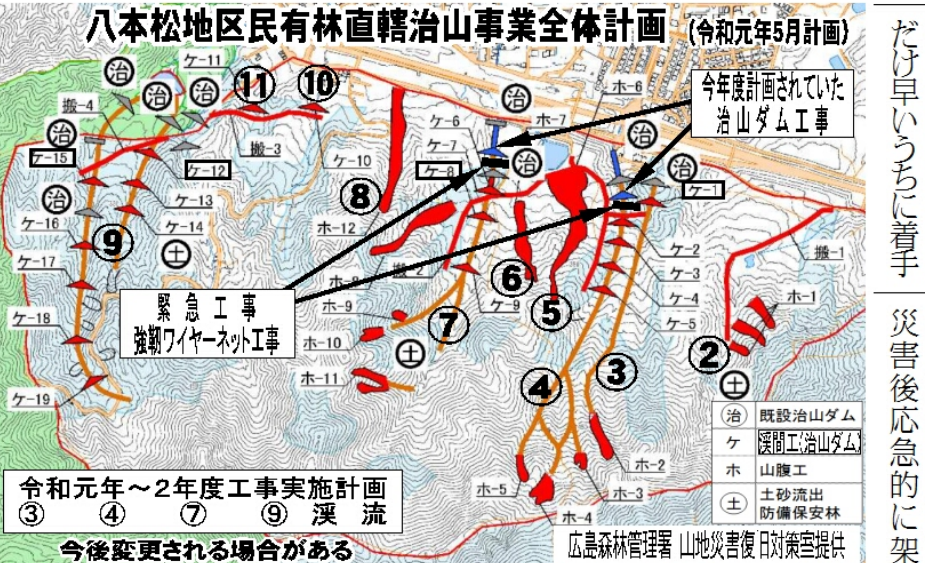 八本松地区民有林直轄治山事業全体計画 (令和元年5月計画)
ケ-11
治
治
治
⑪
⑩
治
ホ-6
今年度計画されていた
治山ダム工事
搬-4
ケ-6
ホ-7
治
治
搬-3
ケ-7
ケ-15
ケ-10
ケ-8
治
治
ケ-12
ケ-1
⑧
治
ケ-13
ケ-16
ケ-14
ホ-12
⑨
土
ケ-2
搬-1
ケ-17
ホ-8
搬-2
⑥
ケ-3
緊急工事
強靭ワイヤーネット工事
ホ-9
ケ-9
⑤
ケ-4
ホ-1
ケ-18
⑦
ケ-5
ホ-10
土
②
ホ-11
④
③
土
ケ-19
治 既設治山ダム
ケ 渓間工(治山ダム)
ホ 山腹工
土 土砂流出
防備保安林
ホ-2
ホ-5
ホ-3
ホ-4
令和元年～2年度工事実施計画
③ ④ ⑦ ⑨ 渓流
今後変更される場合がある
広島森林管理署 山地災害復旧対策室提供
だけ早いうちに着手
災害後応急的に架